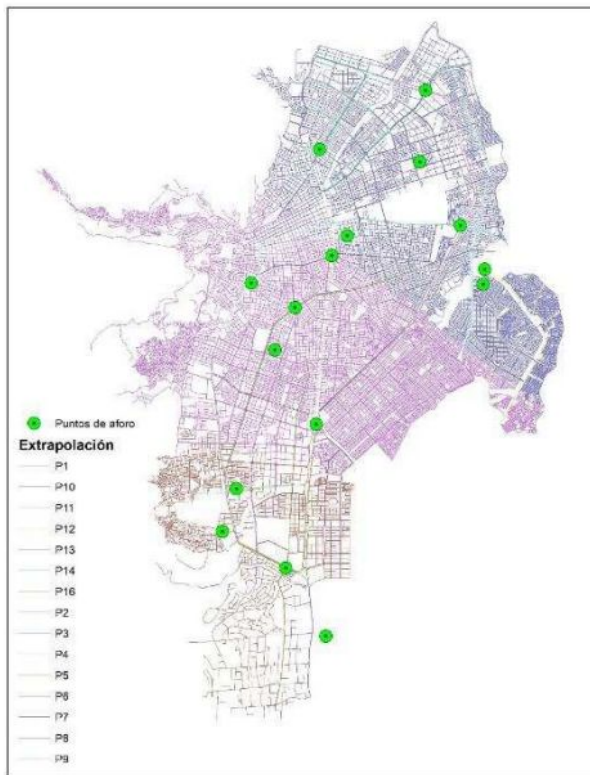 Puntos de aforo
Extrapolación
P1
P10
P11
P12
P13
P14
P16
P2
P3
P4
P5
P6
P7
P8
P9